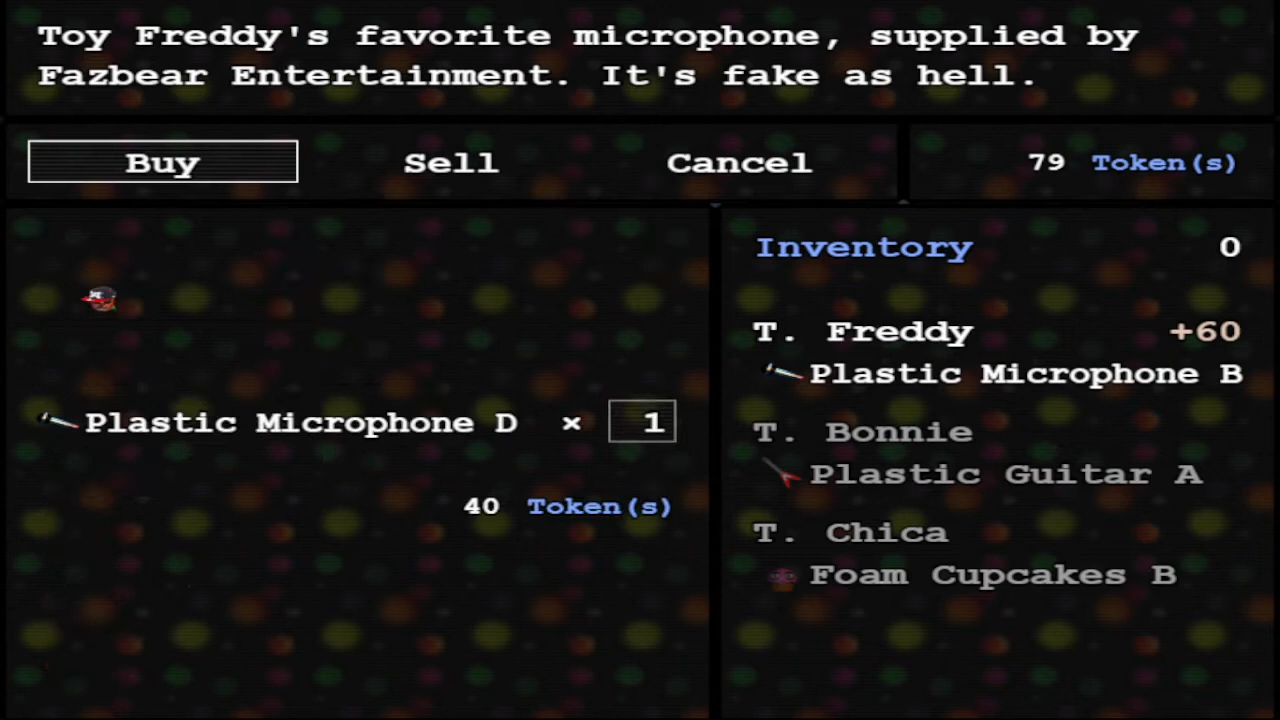 Toy Freddy's favorite microphone, supplied by
Fazbear Entertainment. It's fake as hell.
Buy Sell Cancel 79 Token(s)
Inventory 0
T. Freddy +60
Plastic Microphone B
Plastic Microphone D × 1
40 Token(s)
T. Bonnie
Plastic Guitar A
T. Chica
Foam Cupcakes B